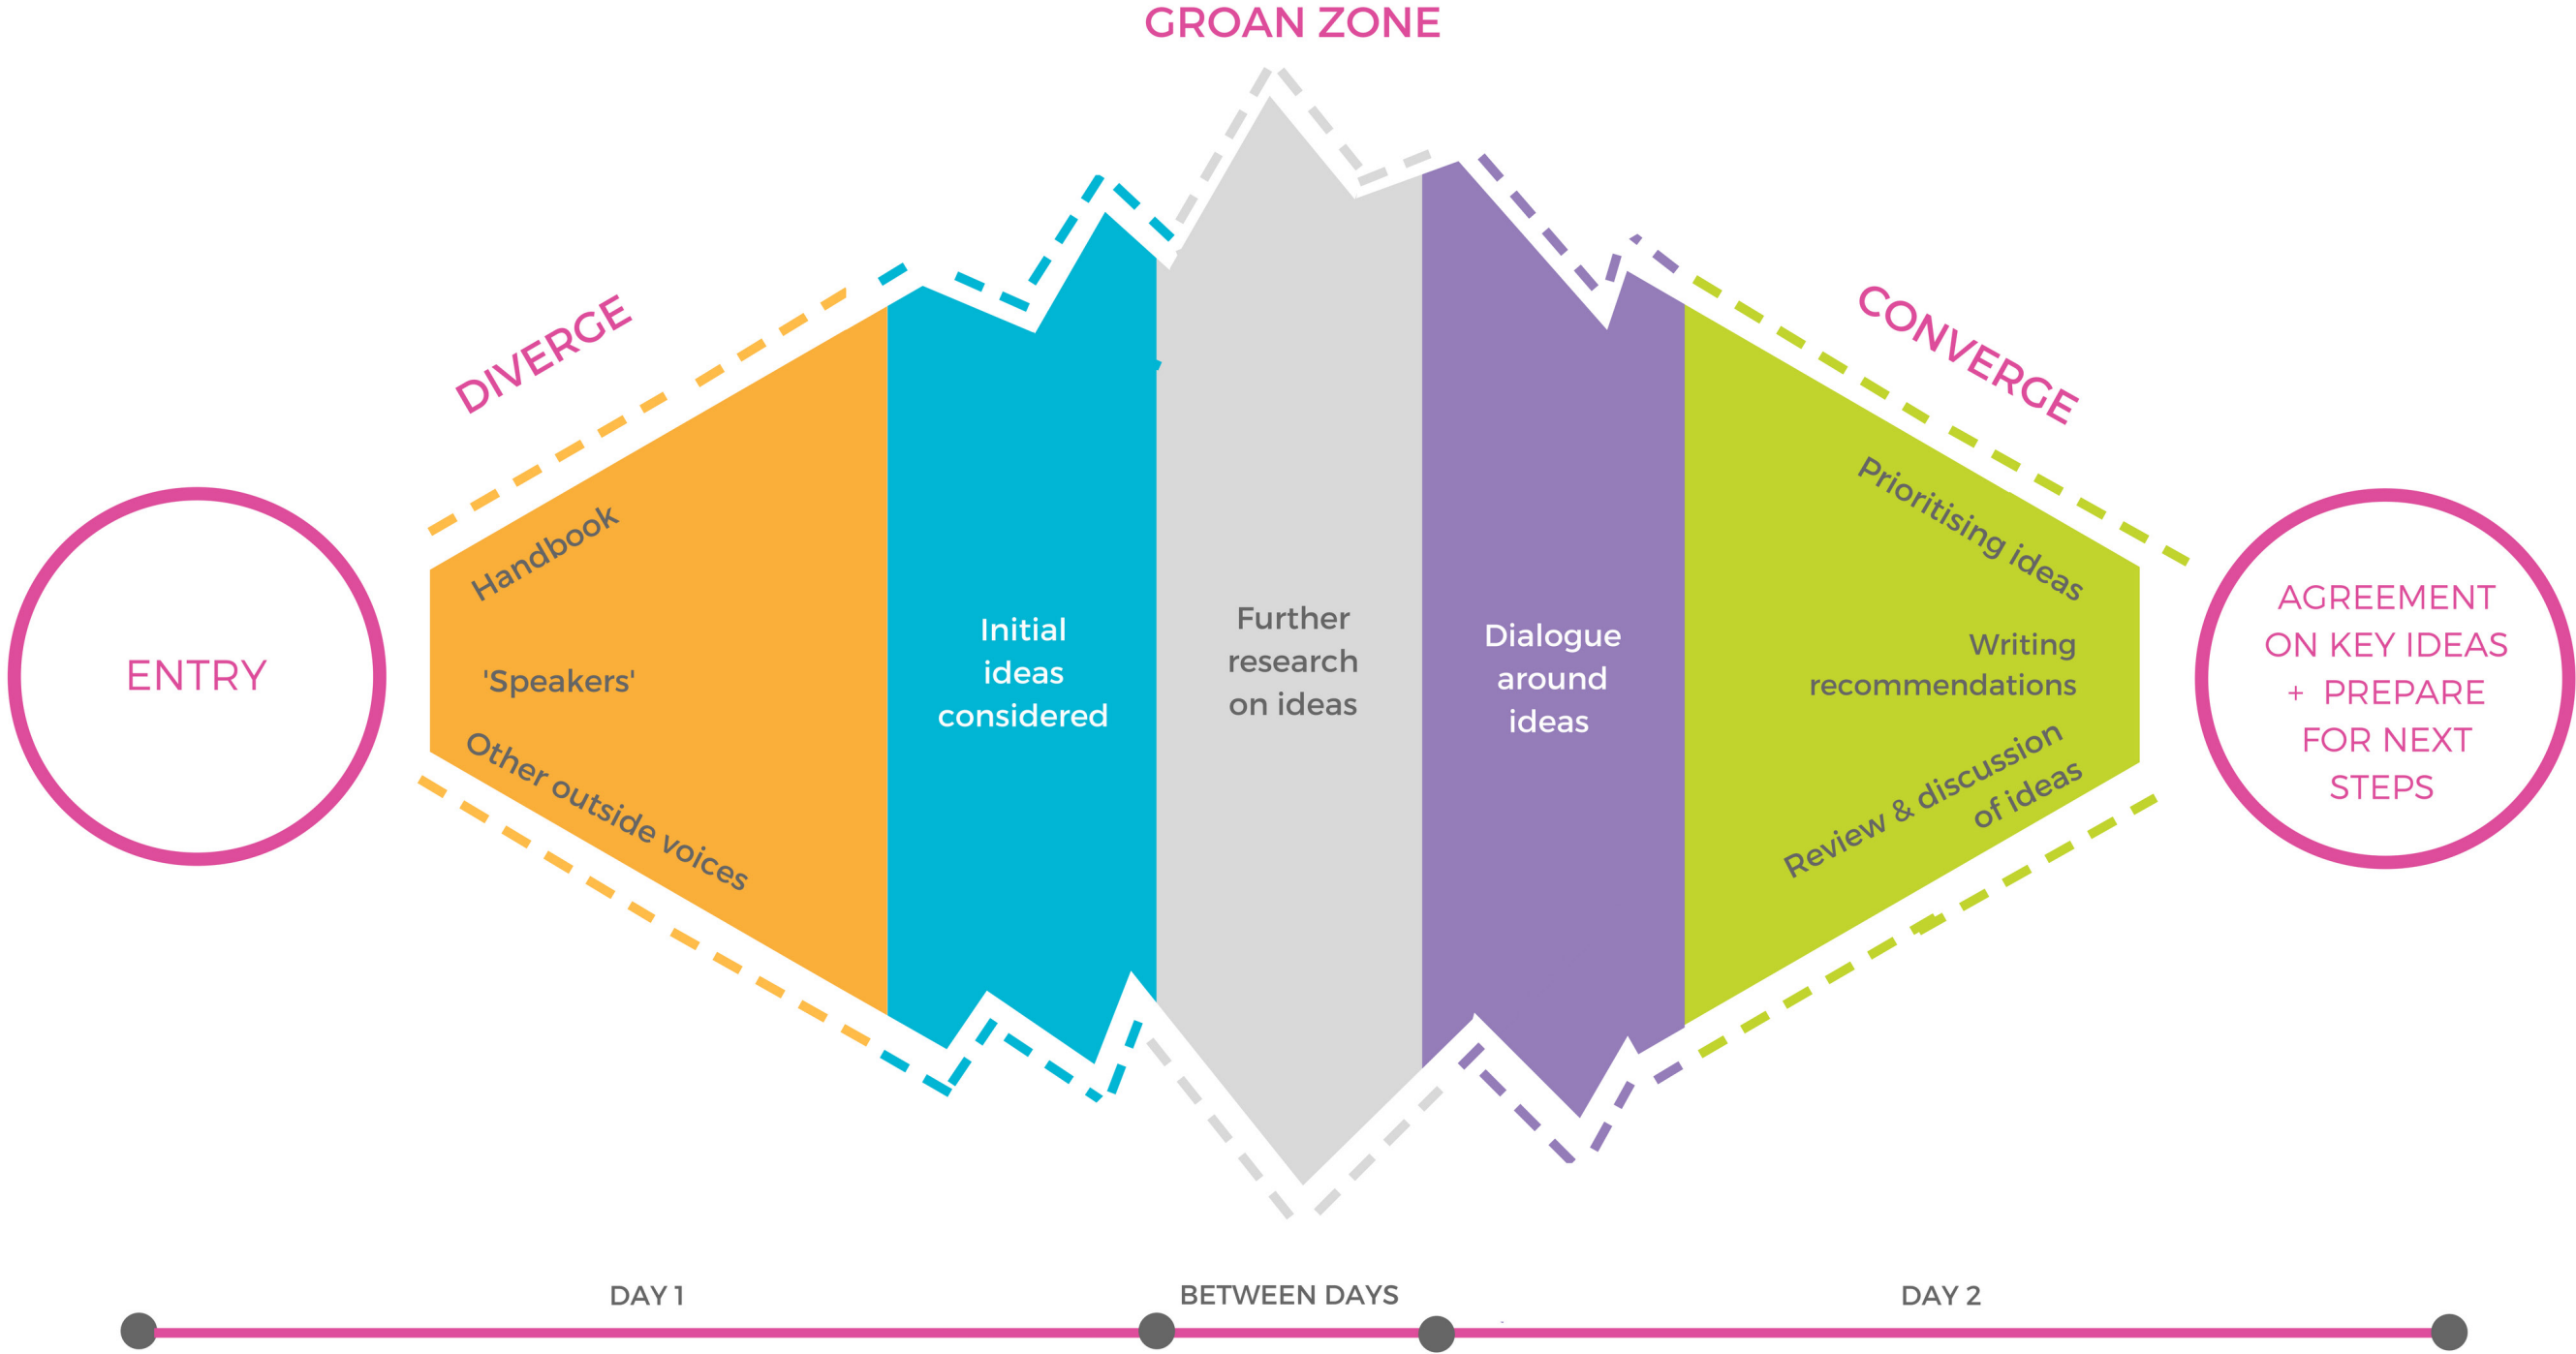 GROAN ZONE
DIVERGE
CONVERGE
ENTRY
Handbook
'Speakers'
Other outside voices
Initial
ideas
considered
Further
research
on ideas
Dialogue
around
ideas
Prioritising ideas
Writing
recommendations
Review & discussion
of ideas
AGREEMENT
ON KEY IDEAS
+ PREPARE
FOR NEXT
STEPS
DAY 1
BETWEEN DAYS
DAY 2